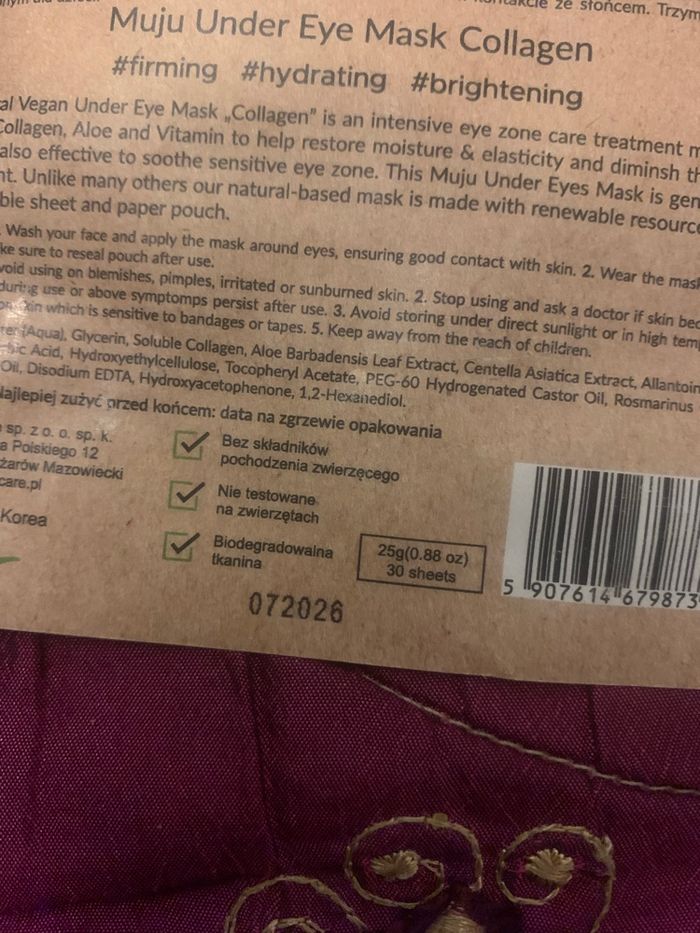 kontakcie ze słońcem. Trzym
Muju Under Eye Mask Collagen
#firming #hydrating #brightening
al Vegan Under Eye Mask „Collagen” is an intensive eye zone care treatment m
Collagen, Aloe and Vitamin to help restore moisture & elasticity and diminsh th
also effective to soothe sensitive eye zone. This Muju Under Eyes Mask is gen
nt. Unlike many others our natural-based mask is made with renewable resource
ble sheet and paper pouch.
. Wash your face and apply the mask around eyes, ensuring good contact with skin. 2. Wear the mask
ke sure to reseal pouch after use.
void using on blemishes, pimples, irritated or sunburned skin. 2. Stop using and ask a doctor if skin bec
during use or above symptomps persist after use. 3. Avoid storing under direct sunlight or in high temp
on skin which is sensitive to bandages or tapes. 5. Keep away from the reach of children.
ter (Aqua), Glycerin, Soluble Collagen, Aloe Barbadensis Leaf Extract, Centella Asiatica Extract, Allantoin
bic Acid, Hydroxyethylcellulose, Tocopheryl Acetate, PEG-60 Hydrogenated Castor Oil, Rosmarinus
Oil, Disodium EDTA, Hydroxyacetophenone, 1,2-Hexanediol.
Najlepiej zużyć przed końcem: data na zgrzewie opakowania
sp. z o. o. sp. k.
a Polskiego 12
żarów Mazowiecki
care.pl
Korea
Bez składników
pochodzenia zwierzęcego
Nie testowane
na zwierzętach
Biodegradowalna
tkanina
25g(0.88 oz)
30 sheets
5 907614 679873
072026